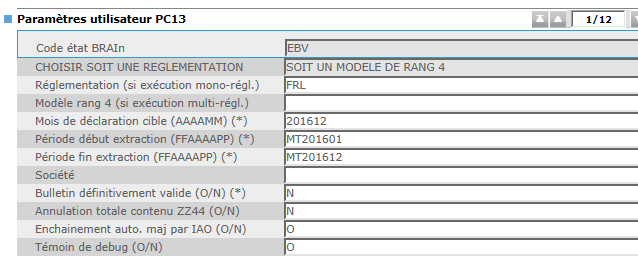 Paramètres utilisateur PC13 1/12
Code état BRAIn EBV
CHOISIR SOIT UNE REGLEMENTATION SOIT UN MODELE DE RANG 4
Réglementation (si exécution mono-régl.) FRL
Modèle rang 4 (si exécution multi-régl.)
Mois de déclaration cible (AAAAMM) (*) 201612
Période début extraction (FFAAAAPP) (*) MT201601
Période fin extraction (FFAAAAPP) (*) MT201612
Société
Bulletin définitivement valide (O/N) (*) N
Annulation totale contenu ZZ44 (O/N) N
Enchainement auto. maj par IAO (O/N) O
Témoin de debug (O/N) O